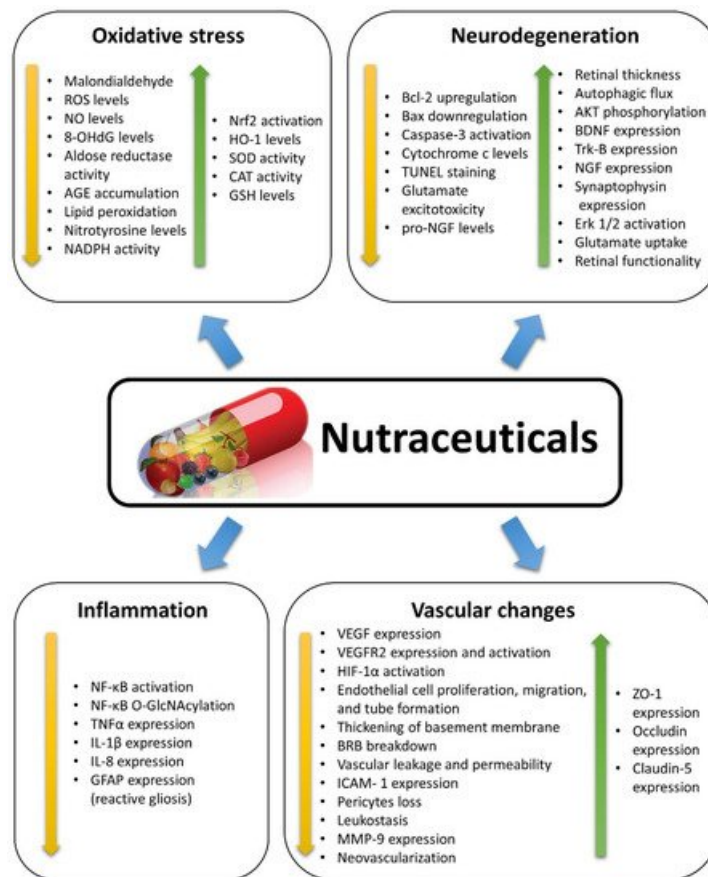 Oxidative stress
• Malondialdehyde
• ROS levels
• NO levels
• 8-OHdG levels
• Aldose reductase
activity
• AGE accumulation
• Lipid peroxidation
• Nitrotyrosine levels
• NADPH activity
• Nrf2 activation
• HO-1 levels
• SOD activity
• CAT activity
• GSH levels
Neurodegeneration
• Bcl-2 upregulation
• Bax downregulation
• Caspase-3 activation
• Cytochrome c levels
• TUNEL staining
• Glutamate
excitotoxicity
• pro-NGF levels
• Retinal thickness
• Autophagic flux
• AKT phosphorylation
• BDNF expression
• Trk-B expression
• NGF expression
• Synaptophysin
expression
• Erk 1/2 activation
• Glutamate uptake
• Retinal functionality
Nutraceuticals
Inflammation
• NF-κB activation
• NF-κB O-GlcNAcylation
• TNFα expression
• IL-1β expression
• IL-8 expression
• GFAP expression
(reactive gliosis)
Vascular changes
• VEGF expression
• VEGFR2 expression and activation
• HIF-1α activation
• Endothelial cell proliferation, migration,
and tube formation
• Thickening of basement membrane
• BRB breakdown
• Vascular leakage and permeability
• ICAM- 1 expression
• Pericytes loss
• Leukostasis
• MMP-9 expression
• Neovascularization
• ZO-1
expression
• Occludin
expression
• Claudin-5
expression